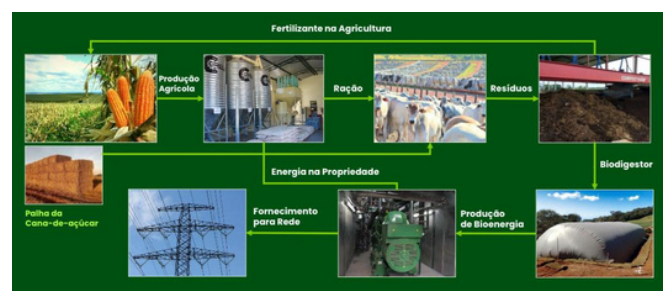 Fertilizante na Agricultura
Produção
Agrícola
Ração
Resíduos
Biodigestor
Energia na Propriedade
Palha da
Cana-de-açúcar
Fornecimento
para Rede
Produção
de Bioenergia